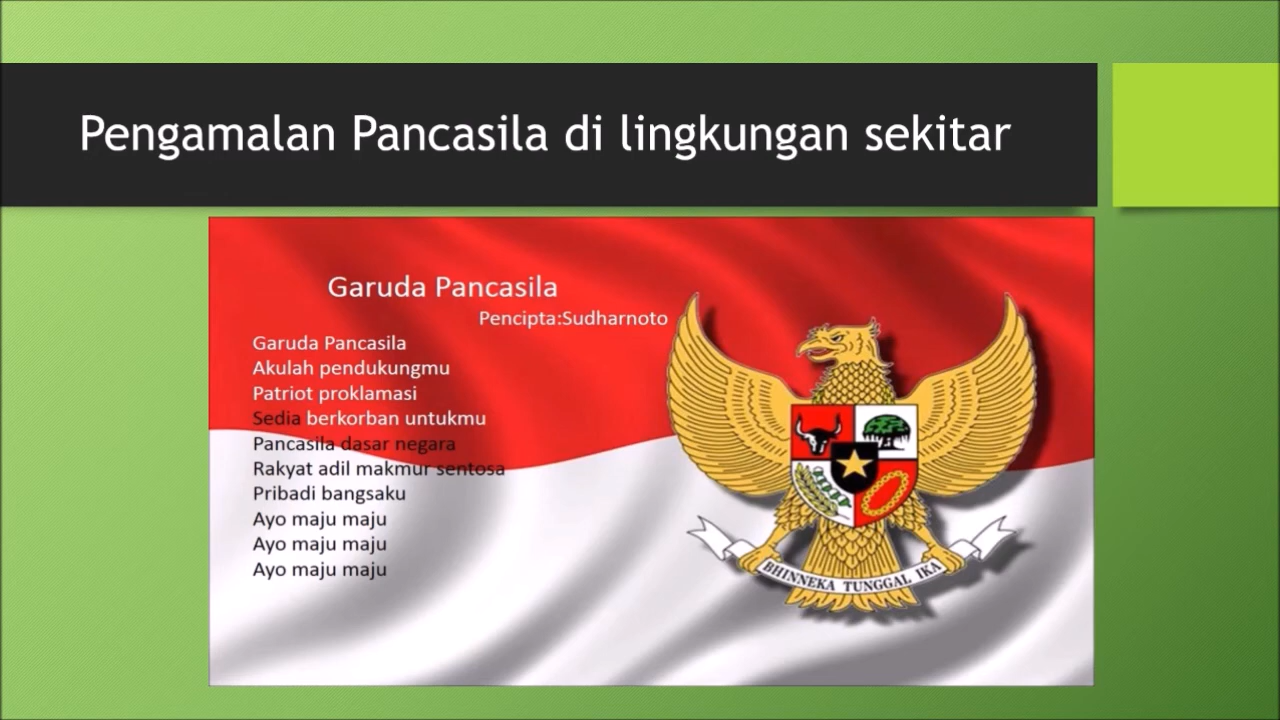 Pengamalan Pancasila di lingkungan sekitar
Garuda Pancasila
Pencipta:Sudharnoto
Garuda Pancasila
Akulah pendukungmu
Patriot proklamasi
Sedia berkorban untukmu
Pancasila dasar negara
Rakyat adil makmur sentosa
Pribadi bangsaku
Ayo maju maju
Ayo maju maju
Ayo maju maju
BHINNEKA TUNGGAL IKA